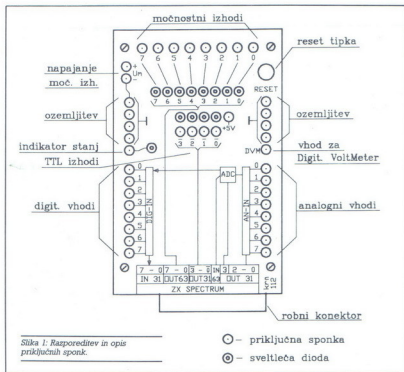 močnostni izhodi
7 6 5 4 3 2 1 0
reset tipka
napajanje
moč. izh.
+
Um
-
7 6 5 4 3 2 1 0
RESET
ozemljitev
ozemljitev
+5V
3 2 1 0
indikator stanj
DVM
vhod za
Digit. VoltMeter
TTL izhodi
ADC
0
1
2
3
4
5
6
7
DIG-IN
AN-IN
0
1
2
3
4
5
6
7
digit. vhodi
analogni vhodi
7 - 0 7 - 0 3 - 0 IN 3 2 - 0
IN 31 OUT63 OUT 31 63 OUT 31
ZX SPECTRUM
krn
112
robni konektor
Slika 1: Razporeditev in opis
priključnih sponk.
- priključna sponka
- svetleča dioda